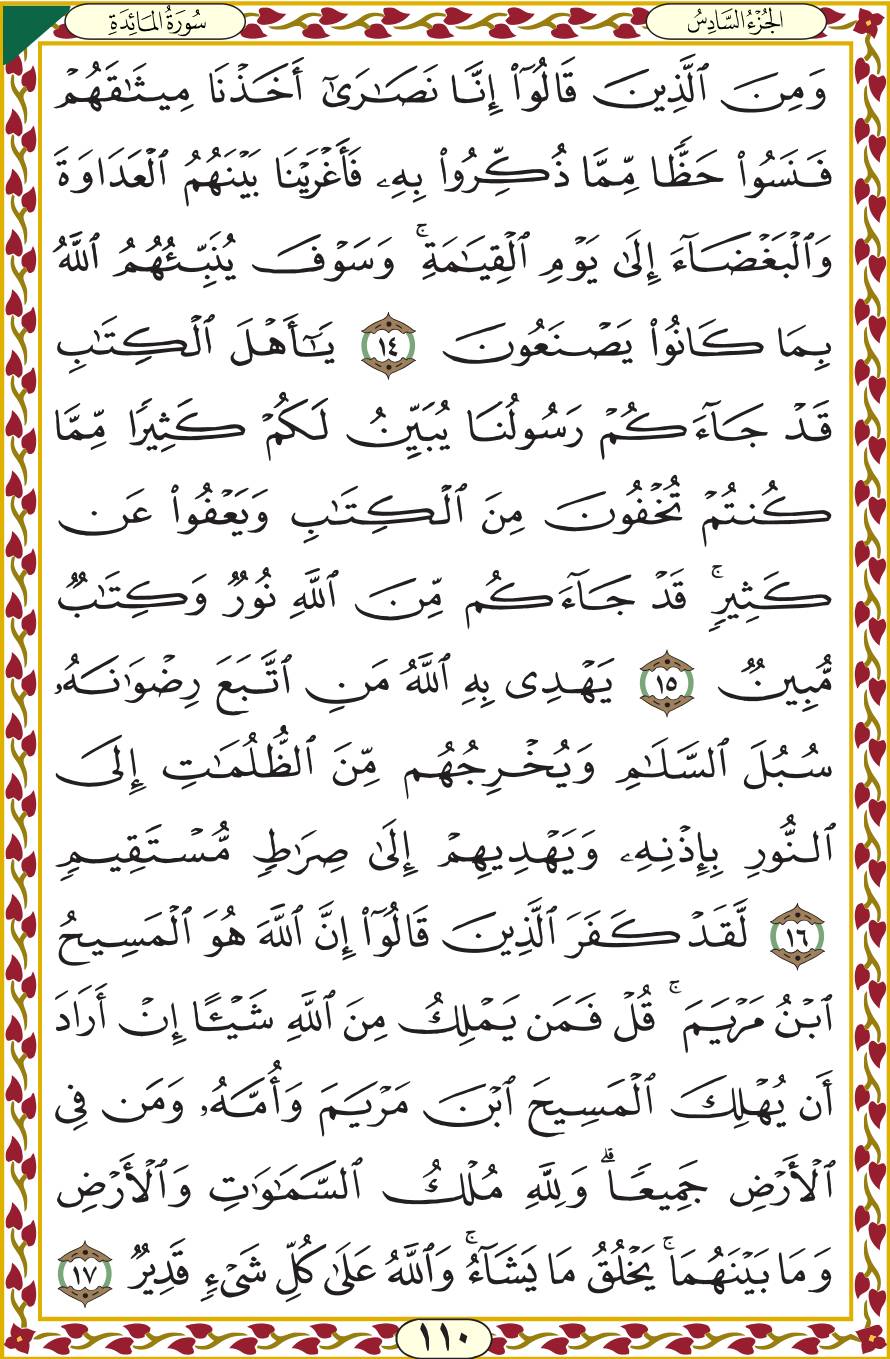 الجُزْءُ السَّادِسُ سُورَةُ المَائِدَةِ
وَمِنَ ٱلَّذِينَ قَالُوٓاْ إِنَّا نَصَٰرَىٰٓ أَخَذۡنَا مِيثَٰقَهُمۡ
فَنَسُواْ حَظّٗا مِّمَّا ذُكِّرُواْ بِهِۦ فَأَغۡرَيۡنَا بَيۡنَهُمُ ٱلۡعَدَاوَةَ
وَٱلۡبَغۡضَآءَ إِلَىٰ يَوۡمِ ٱلۡقِيَٰمَةِۚ وَسَوۡفَ يُنَبِّئُهُمُ ٱللَّهُ
بِمَا كَانُواْ يَصۡنَعُونَ ١٤ يَٰٓأَهۡلَ ٱلۡكِتَٰبِ
قَدۡ جَآءَكُمۡ رَسُولُنَا يُبَيِّنُ لَكُمۡ كَثِيرٗا مِّمَّا
كُنتُمۡ تُخۡفُونَ مِنَ ٱلۡكِتَٰبِ وَيَعۡفُواْ عَن
كَثِيرٖۚ قَدۡ جَآءَكُم مِّنَ ٱللَّهِ نُورٞ وَكِتَٰبٞ
مُّبِينٞ ١٥ يَهۡدِي بِهِ ٱللَّهُ مَنِ ٱتَّبَعَ رِضۡوَٰنَهُۥ
سُبُلَ ٱلسَّلَٰمِ وَيُخۡرِجُهُم مِّنَ ٱلظُّلُمَٰتِ إِلَى
ٱلنُّورِ بِإِذۡنِهِۦ وَيَهۡدِيهِمۡ إِلَىٰ صِرَٰطٖ مُّسۡتَقِيمٖ
١٦ لَّقَدۡ كَفَرَ ٱلَّذِينَ قَالُوٓاْ إِنَّ ٱللَّهَ هُوَ ٱلۡمَسِيحُ
ٱبۡنُ مَرۡيَمَۚ قُلۡ فَمَن يَمۡلِكُ مِنَ ٱللَّهِ شَيۡـًٔا إِنۡ أَرَادَ
أَن يُهۡلِكَ ٱلۡمَسِيحَ ٱبۡنَ مَرۡيَمَ وَأُمَّهُۥ وَمَن فِي
ٱلۡأَرۡضِ جَمِيعٗاۗ وَلِلَّهِ مُلۡكُ ٱلسَّمَٰوَٰتِ وَٱلۡأَرۡضِ
وَمَا بَيۡنَهُمَاۚ يَخۡلُقُ مَا يَشَآءُۚ وَٱللَّهُ عَلَىٰ كُلِّ شَيۡءٖ قَدِيرٞ ١٧
١١٠